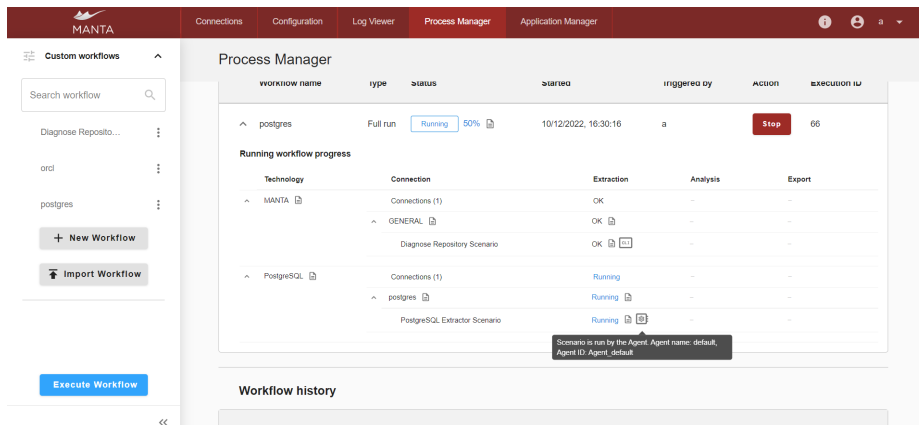 MANTA
Connections
Configuration
Log Viewer
Process Manager
Application Manager
a
Custom workflows
Search workflow
Diagnose Reposito...
orcl
postgres
+ New Workflow
Import Workflow
Execute Workflow
Process Manager
Workflow name Type Status Started Triggered by Action Execution ID
postgres Full run Running 50% 10/12/2022, 16:30:16 a Stop 66
Running workflow progress
Technology Connection Extraction Analysis Export
MANTA Connections (1) OK – –
GENERAL OK – –
Diagnose Repository Scenario OK – –
PostgreSQL Connections (1) Running – –
postgres Running – –
PostgreSQL Extractor Scenario Running – –
Scenario is run by the Agent. Agent name: default,
Agent ID: Agent_default
Workflow history